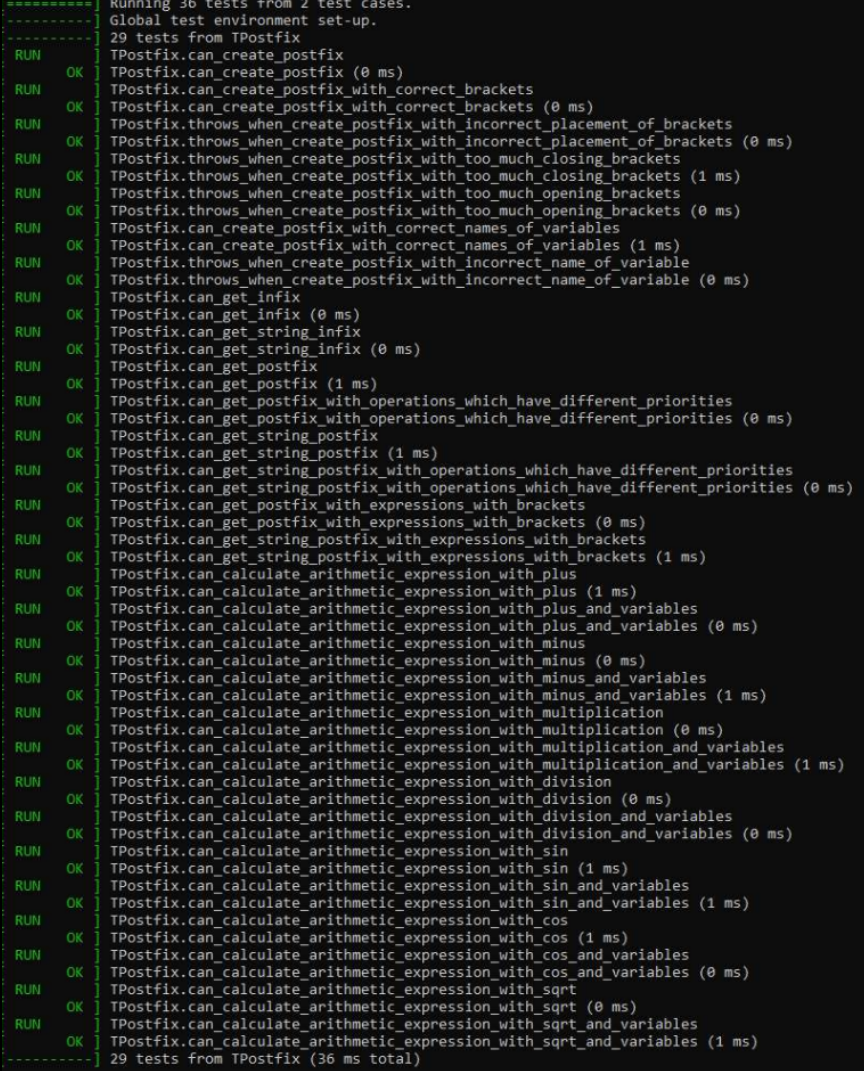 ==========] Running 36 tests from 2 test cases.
----------] Global test environment set-up.
----------] 29 tests from TPostfix
RUN ] TPostfix.can_create_postfix
OK ] TPostfix.can_create_postfix (0 ms)
RUN ] TPostfix.can_create_postfix_with_correct_brackets
OK ] TPostfix.can_create_postfix_with_correct_brackets (0 ms)
RUN ] TPostfix.throws_when_create_postfix_with_incorrect_placement_of_brackets
OK ] TPostfix.throws_when_create_postfix_with_incorrect_placement_of_brackets (0 ms)
RUN ] TPostfix.throws_when_create_postfix_with_too_much_closing_brackets
OK ] TPostfix.throws_when_create_postfix_with_too_much_closing_brackets (1 ms)
RUN ] TPostfix.throws_when_create_postfix_with_too_much_opening_brackets
OK ] TPostfix.throws_when_create_postfix_with_too_much_opening_brackets (0 ms)
RUN ] TPostfix.can_create_postfix_with_correct_names_of_variables
OK ] TPostfix.can_create_postfix_with_correct_names_of_variables (1 ms)
RUN ] TPostfix.throws_when_create_postfix_with_incorrect_name_of_variable
OK ] TPostfix.throws_when_create_postfix_with_incorrect_name_of_variable (0 ms)
RUN ] TPostfix.can_get_infix
OK ] TPostfix.can_get_infix (0 ms)
RUN ] TPostfix.can_get_string_infix
OK ] TPostfix.can_get_string_infix (0 ms)
RUN ] TPostfix.can_get_postfix
OK ] TPostfix.can_get_postfix (1 ms)
RUN ] TPostfix.can_get_postfix_with_operations_which_have_different_priorities
OK ] TPostfix.can_get_postfix_with_operations_which_have_different_priorities (0 ms)
RUN ] TPostfix.can_get_string_postfix
OK ] TPostfix.can_get_string_postfix (1 ms)
RUN ] TPostfix.can_get_string_postfix_with_operations_which_have_different_priorities
OK ] TPostfix.can_get_string_postfix_with_operations_which_have_different_priorities (0 ms)
RUN ] TPostfix.can_get_postfix_with_expressions_with_brackets
OK ] TPostfix.can_get_postfix_with_expressions_with_brackets (0 ms)
RUN ] TPostfix.can_get_string_postfix_with_expressions_with_brackets
OK ] TPostfix.can_get_string_postfix_with_expressions_with_brackets (1 ms)
RUN ] TPostfix.can_calculate_arithmetic_expression_with_plus
OK ] TPostfix.can_calculate_arithmetic_expression_with_plus (1 ms)
RUN ] TPostfix.can_calculate_arithmetic_expression_with_plus_and_variables
OK ] TPostfix.can_calculate_arithmetic_expression_with_plus_and_variables (0 ms)
RUN ] TPostfix.can_calculate_arithmetic_expression_with_minus
OK ] TPostfix.can_calculate_arithmetic_expression_with_minus (0 ms)
RUN ] TPostfix.can_calculate_arithmetic_expression_with_minus_and_variables
OK ] TPostfix.can_calculate_arithmetic_expression_with_minus_and_variables (1 ms)
RUN ] TPostfix.can_calculate_arithmetic_expression_with_multiplication
OK ] TPostfix.can_calculate_arithmetic_expression_with_multiplication (0 ms)
RUN ] TPostfix.can_calculate_arithmetic_expression_with_multiplication_and_variables
OK ] TPostfix.can_calculate_arithmetic_expression_with_multiplication_and_variables (1 ms)
RUN ] TPostfix.can_calculate_arithmetic_expression_with_division
OK ] TPostfix.can_calculate_arithmetic_expression_with_division (0 ms)
RUN ] TPostfix.can_calculate_arithmetic_expression_with_division_and_variables
OK ] TPostfix.can_calculate_arithmetic_expression_with_division_and_variables (0 ms)
RUN ] TPostfix.can_calculate_arithmetic_expression_with_sin
OK ] TPostfix.can_calculate_arithmetic_expression_with_sin (1 ms)
RUN ] TPostfix.can_calculate_arithmetic_expression_with_sin_and_variables
OK ] TPostfix.can_calculate_arithmetic_expression_with_sin_and_variables (1 ms)
RUN ] TPostfix.can_calculate_arithmetic_expression_with_cos
OK ] TPostfix.can_calculate_arithmetic_expression_with_cos (1 ms)
RUN ] TPostfix.can_calculate_arithmetic_expression_with_cos_and_variables
OK ] TPostfix.can_calculate_arithmetic_expression_with_cos_and_variables (0 ms)
RUN ] TPostfix.can_calculate_arithmetic_expression_with_sqrt
OK ] TPostfix.can_calculate_arithmetic_expression_with_sqrt (0 ms)
RUN ] TPostfix.can_calculate_arithmetic_expression_with_sqrt_and_variables
OK ] TPostfix.can_calculate_arithmetic_expression_with_sqrt_and_variables (1 ms)
----------] 29 tests from TPostfix (36 ms total)